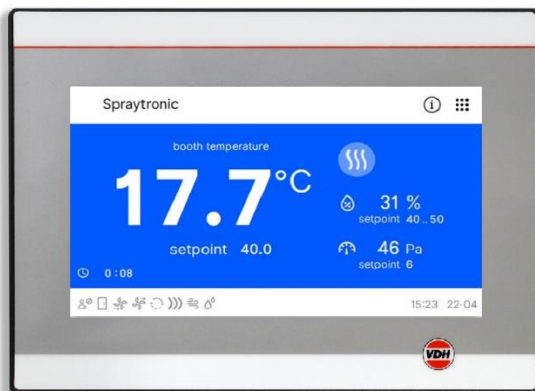 Spraytronic
booth temperature
17.7°C
setpoint 40.0
31 %
setpoint 40..50
46 Pa
setpoint 6
0:08
15:23 22-04
VDH